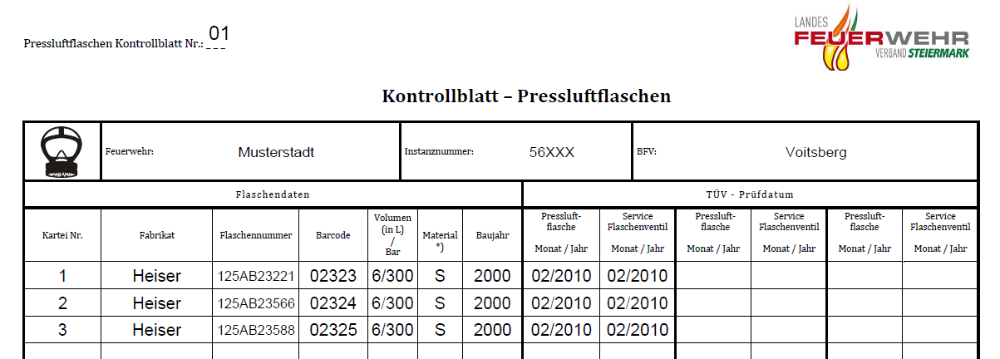 Pressluftflaschen Kontrollblatt Nr.: 01
LANDES
FEUERWEHR
VERBAND STEIERMARK
Kontrollblatt – Pressluftflaschen
Feuerwehr: Musterstadt Instanznummer: 56XXX BFV: Voitsberg
Flaschendaten TÜV - Prüfdatum
Kartei Nr. Fabrikat Flaschennummer Barcode Volumen (in L) / Bar Material *) Baujahr Pressluft-flasche Monat / Jahr Service Flaschenventil Monat / Jahr Pressluft-flasche Monat / Jahr Service Flaschenventil Monat / Jahr Pressluft-flasche Monat / Jahr Service Flaschenventil Monat / Jahr
1 Heiser 125AB23221 02323 6/300 S 2000 02/2010 02/2010
2 Heiser 125AB23566 02324 6/300 S 2000 02/2010 02/2010
3 Heiser 125AB23588 02325 6/300 S 2000 02/2010 02/2010